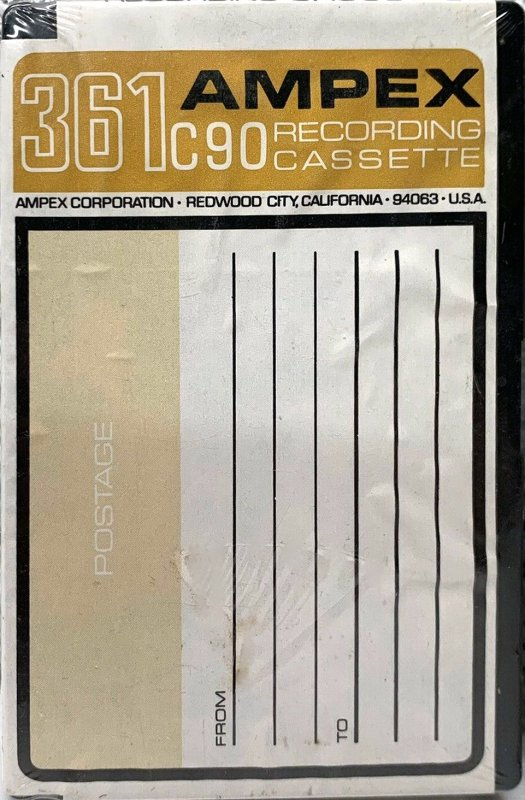 361 AMPEX
C90 RECORDING
CASSETTE
AMPEX CORPORATION • REDWOOD CITY, CALIFORNIA • 94063 • U.S.A.
POSTAGE
FROM
TO